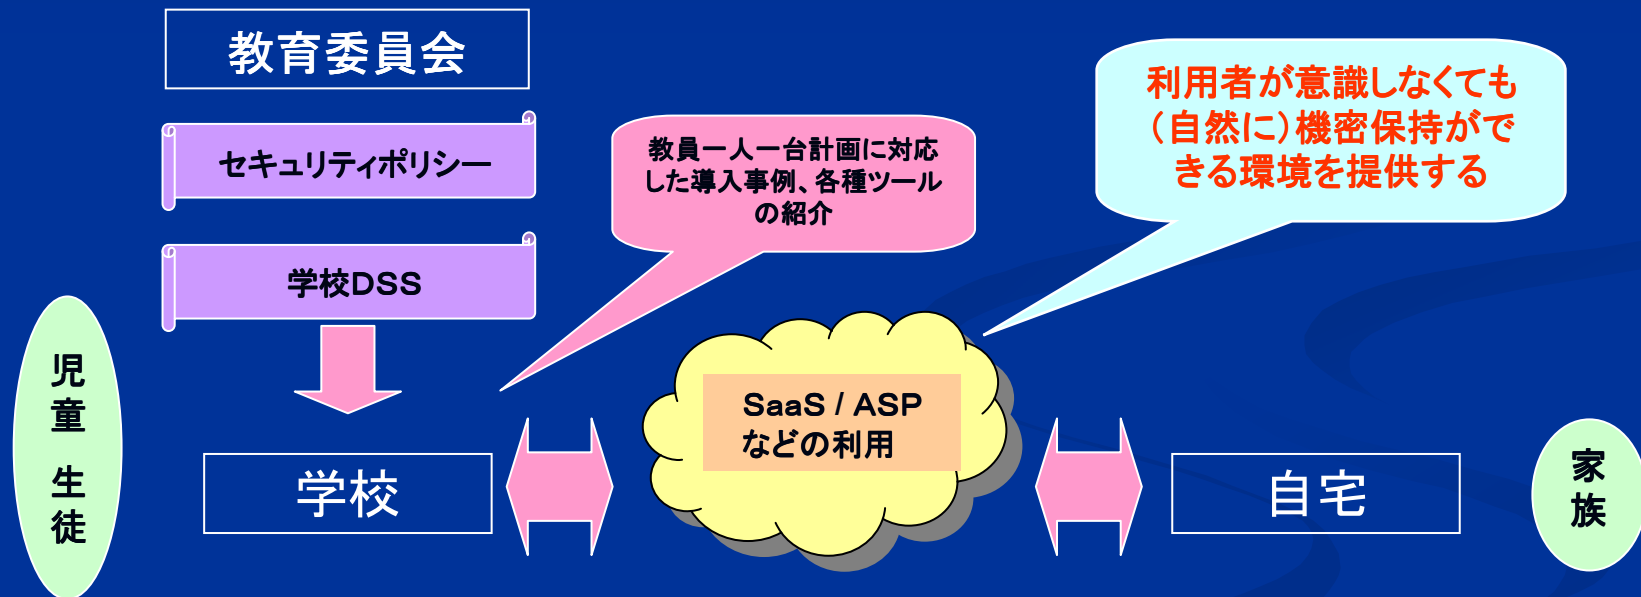 教育委員会
セキュリティポリシー
学校DSS
教員一人一台計画に対応
した導入事例、各種ツール
の紹介
利用者が意識しなくても
（自然に）機密保持がで
きる環境を提供する
児童 生徒
学校
SaaS / ASP
などの利用
自宅
家族